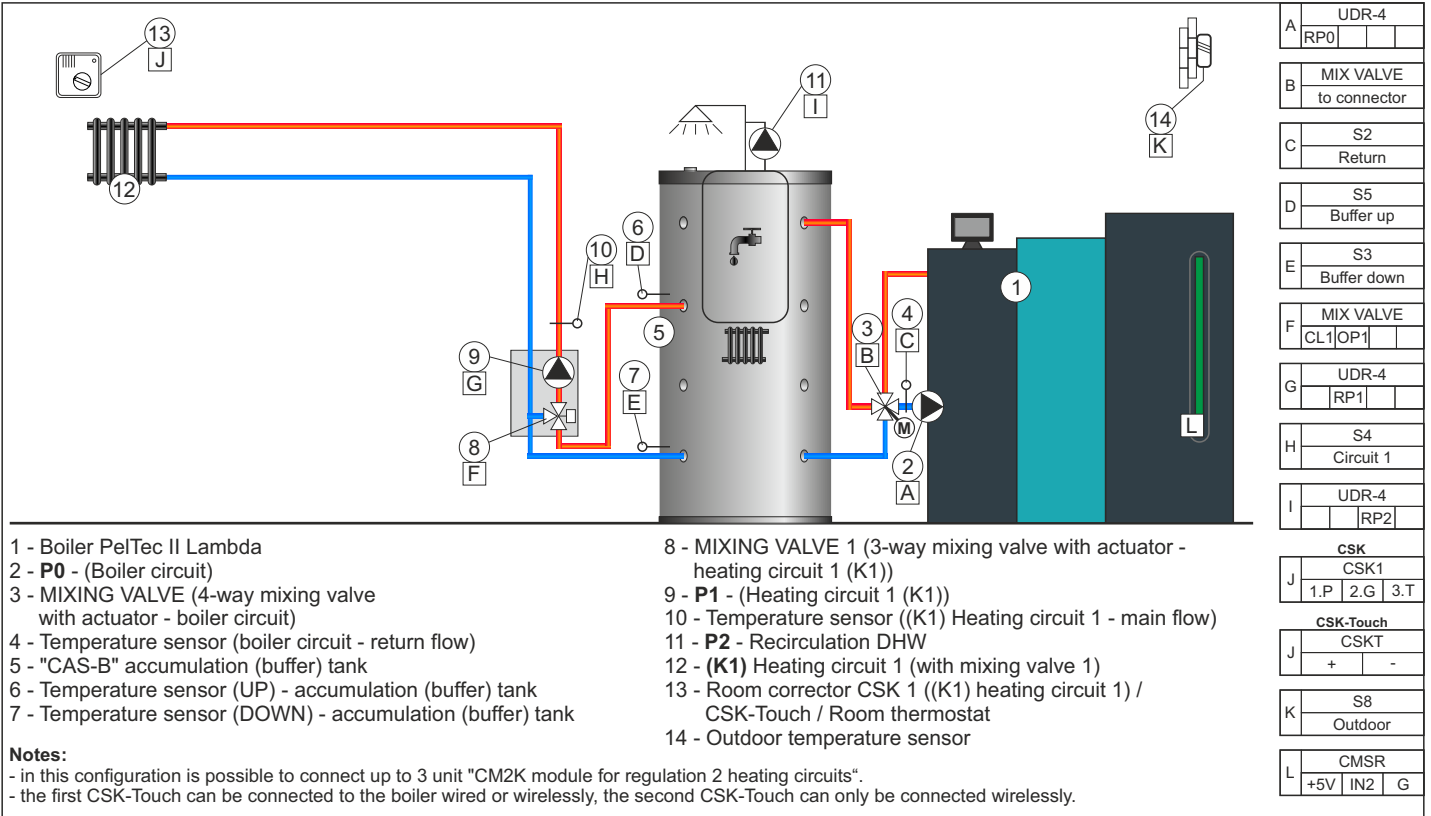 13
J
12
10
H
9
G
8
F
6
D
5
7
E
11
I
3
B
4
C
M
2
A
1
14
K
L
1 - Boiler PelTec II Lambda
2 - P0 - (Boiler circuit)
3 - MIXING VALVE (4-way mixing valve
with actuator - boiler circuit)
4 - Temperature sensor (boiler circuit - return flow)
5 - "CAS-B" accumulation (buffer) tank
6 - Temperature sensor (UP) - accumulation (buffer) tank
7 - Temperature sensor (DOWN) - accumulation (buffer) tank
8 - MIXING VALVE 1 (3-way mixing valve with actuator -
heating circuit 1 (K1))
9 - P1 - (Heating circuit 1 (K1))
10 - Temperature sensor ((K1) Heating circuit 1 - main flow)
11 - P2 - Recirculation DHW
12 - (K1) Heating circuit 1 (with mixing valve 1)
13 - Room corrector CSK 1 ((K1) heating circuit 1) /
CSK-Touch / Room thermostat
14 - Outdoor temperature sensor
Notes:
- in this configuration is possible to connect up to 3 unit "CM2K module for regulation 2 heating circuits“.
- the first CSK-Touch can be connected to the boiler wired or wirelessly, the second CSK-Touch can only be connected wirelessly.
A UDR-4
RP0
B MIX VALVE
to connector
C S2
Return
D S5
Buffer up
E S3
Buffer down
F MIX VALVE
CL1 OP1
G UDR-4
RP1
H S4
Circuit 1
I UDR-4
RP2
CSK
J CSK1
1.P 2.G 3.T
CSK-Touch
J CSKT
+ -
K S8
Outdoor
L CMSR
+5V IN2 G